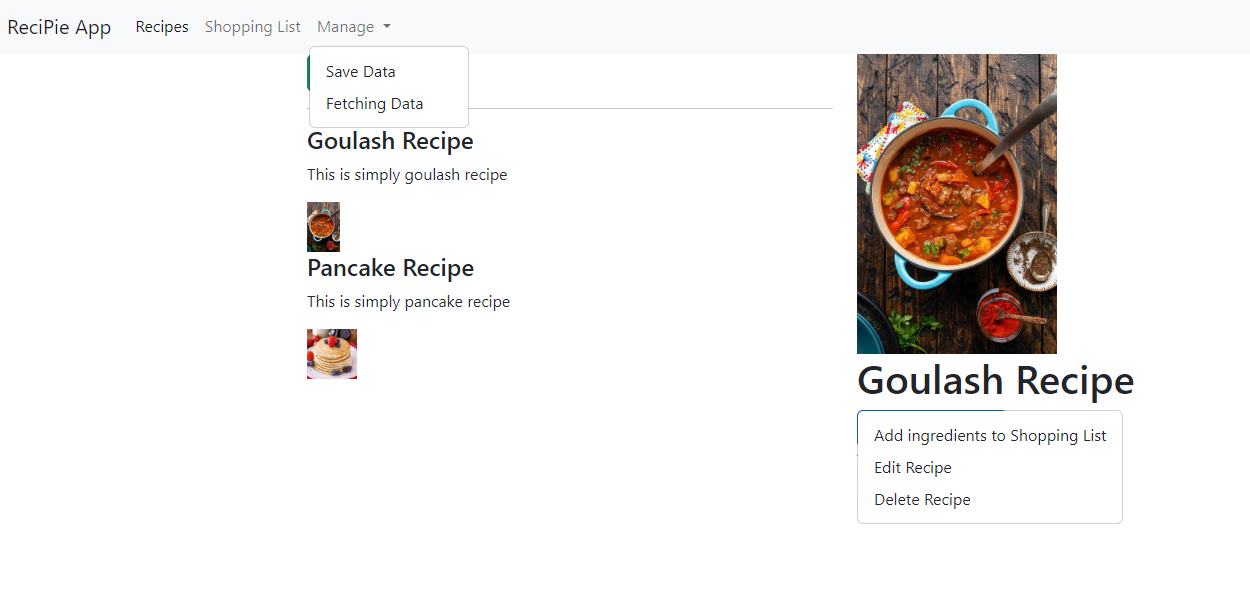 ReciPie App Recipes Shopping List Manage
Save Data
Fetching Data
Goulash Recipe
This is simply goulash recipe
Pancake Recipe
This is simply pancake recipe
Goulash Recipe
Add ingredients to Shopping List
Edit Recipe
Delete Recipe